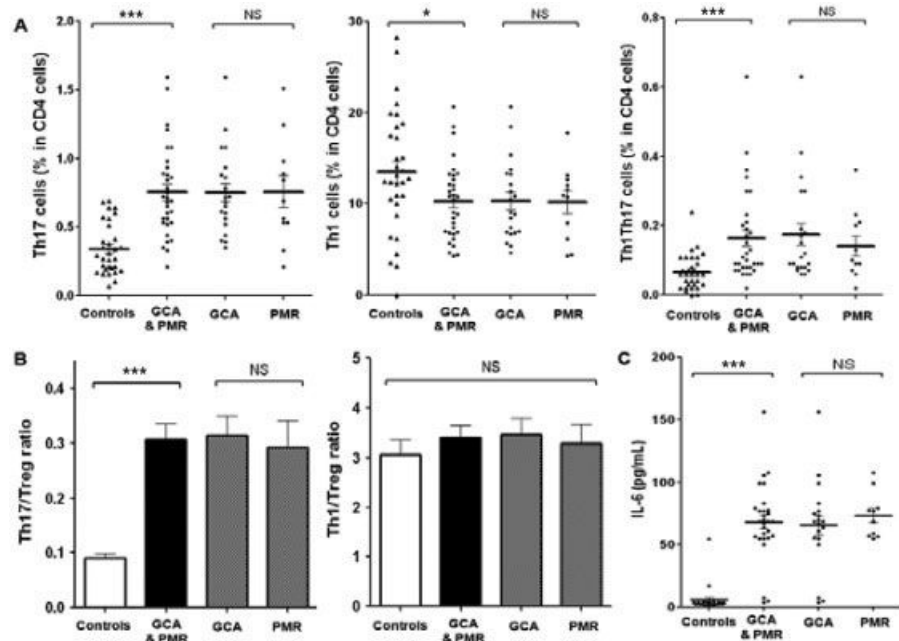 A
Th17 cells (% in CD4 cells)
2.0
1.5
1.0
0.5
0.0
***
NS
Controls
GCA
& PMR
GCA
PMR
Th1 cells (% in CD4 cells)
30
20
10
0
*
NS
Controls
GCA
& PMR
GCA
PMR
Th1Th17 cells (% in CD4 cells)
0.8
0.6
0.4
0.2
0.0
***
NS
Controls
GCA
& PMR
GCA
PMR
B
Th17/Treg ratio
0.4
0.3
0.2
0.1
0.0
***
NS
Controls
GCA
& PMR
GCA
PMR
Th1/Treg ratio
5
4
3
2
1
0
NS
Controls
GCA
& PMR
GCA
PMR
C
IL-6 (pg/mL)
200
150
100
50
0
***
NS
Controls
GCA
& PMR
GCA
PMR